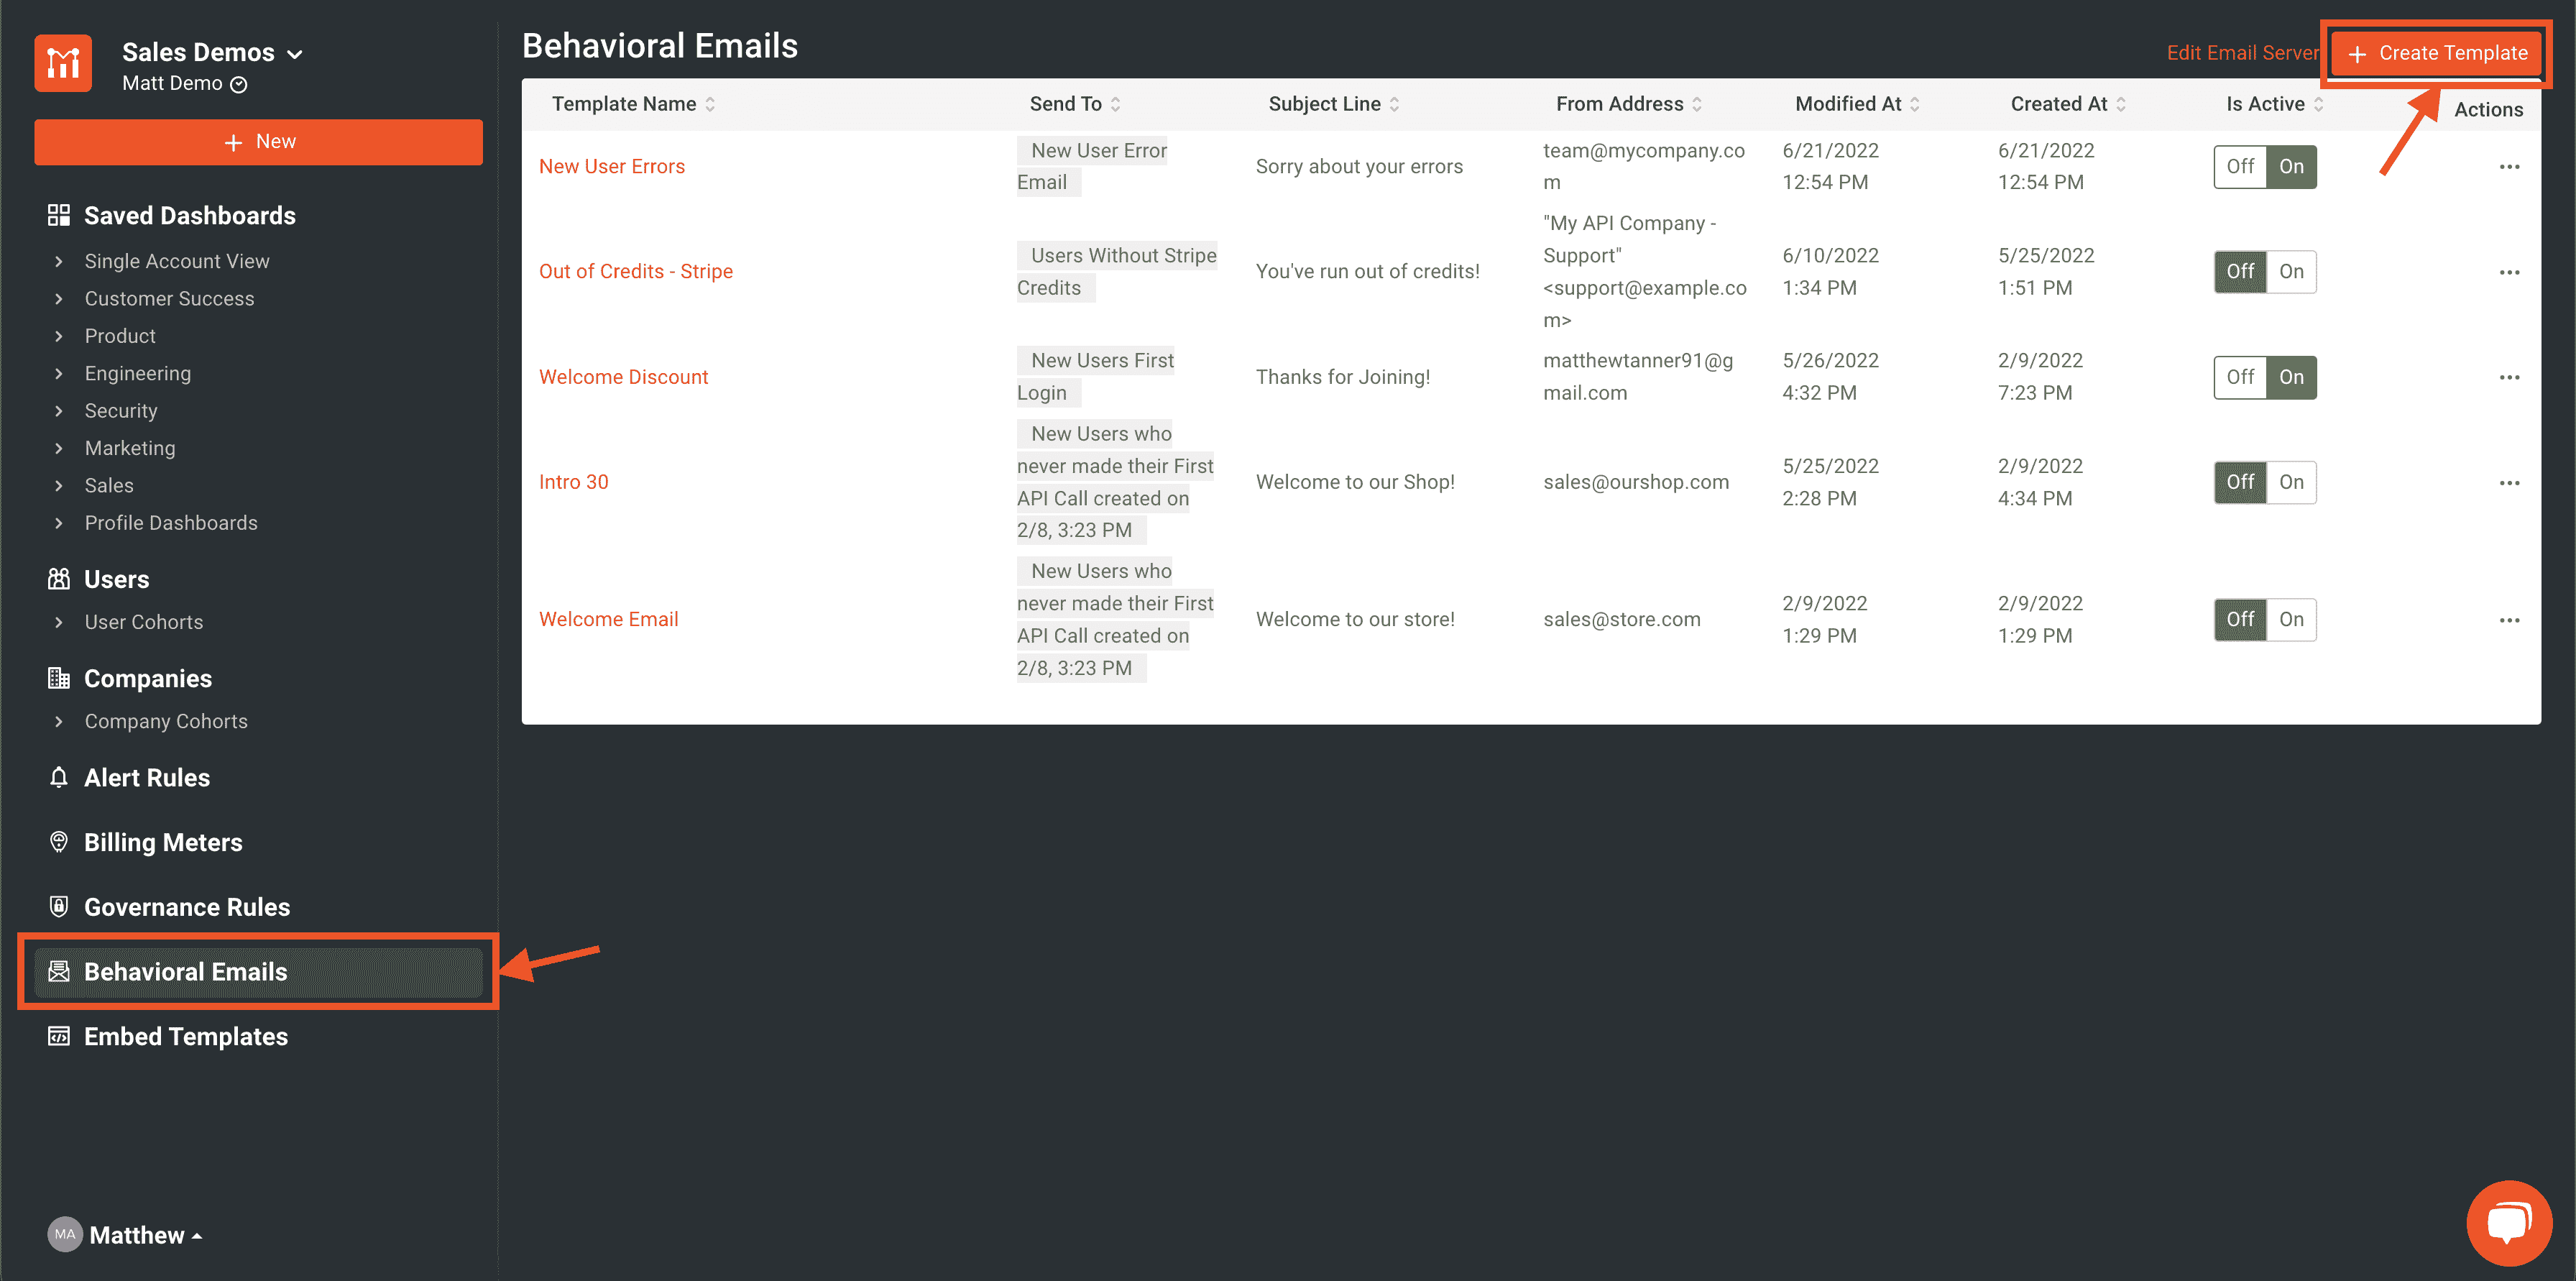 Sales Demos
Matt Demo
+ New
Saved Dashboards
Single Account View
Customer Success
Product
Engineering
Security
Marketing
Sales
Profile Dashboards
Users
User Cohorts
Companies
Company Cohorts
Alert Rules
Billing Meters
Governance Rules
Behavioral Emails
Embed Templates
MA Matthew
Behavioral Emails
Edit Email Server
+ Create Template
Template Name Send To Subject Line From Address Modified At Created At Is Active Actions
New User Errors
New User Error
Email
Sorry about your errors
team@mycompany.co
m
6/21/2022
12:54 PM
6/21/2022
12:54 PM
Off On
Out of Credits - Stripe
Users Without Stripe
Credits
You've run out of credits!
"My API Company -
Support"
<support@example.co
m>
6/10/2022
1:34 PM
5/25/2022
1:51 PM
Off On
Welcome Discount
New Users First
Login
Thanks for Joining!
matthewtanner91@g
mail.com
5/26/2022
4:32 PM
2/9/2022
7:23 PM
Off On
Intro 30
New Users who
never made their First
API Call created on
2/8, 3:23 PM
Welcome to our Shop!
sales@ourshop.com
5/25/2022
2:28 PM
2/9/2022
4:34 PM
Off On
Welcome Email
New Users who
never made their First
API Call created on
2/8, 3:23 PM
Welcome to our store!
sales@store.com
2/9/2022
1:29 PM
2/9/2022
1:29 PM
Off On